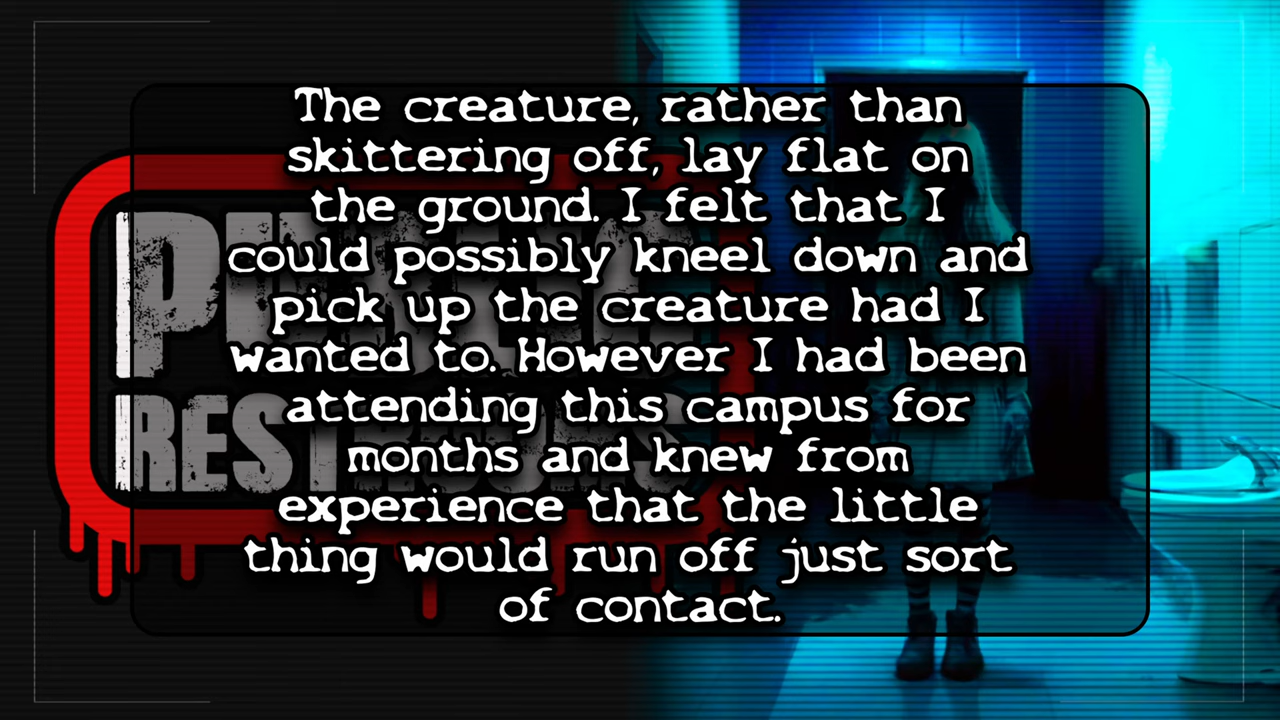 The creature, rather than
skittering off, lay flat on
the ground. I felt that I
could possibly kneel down and
pick up the creature had I
wanted to. However I had been
attending this campus for
months and knew from
experience that the little
thing would run off just sort
of contact.
PUBLIC
RESTROOMS